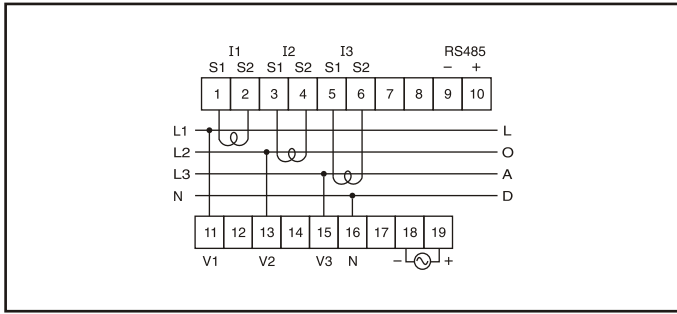 I1 I2 I3 RS485
S1 S2 S1 S2 S1 S2 − +
1 2 3 4 5 6 7 8 9 10
L1 L
L2 O
L3 A
N D
11 12 13 14 15 16 17 18 19
V1 V2 V3 N − +